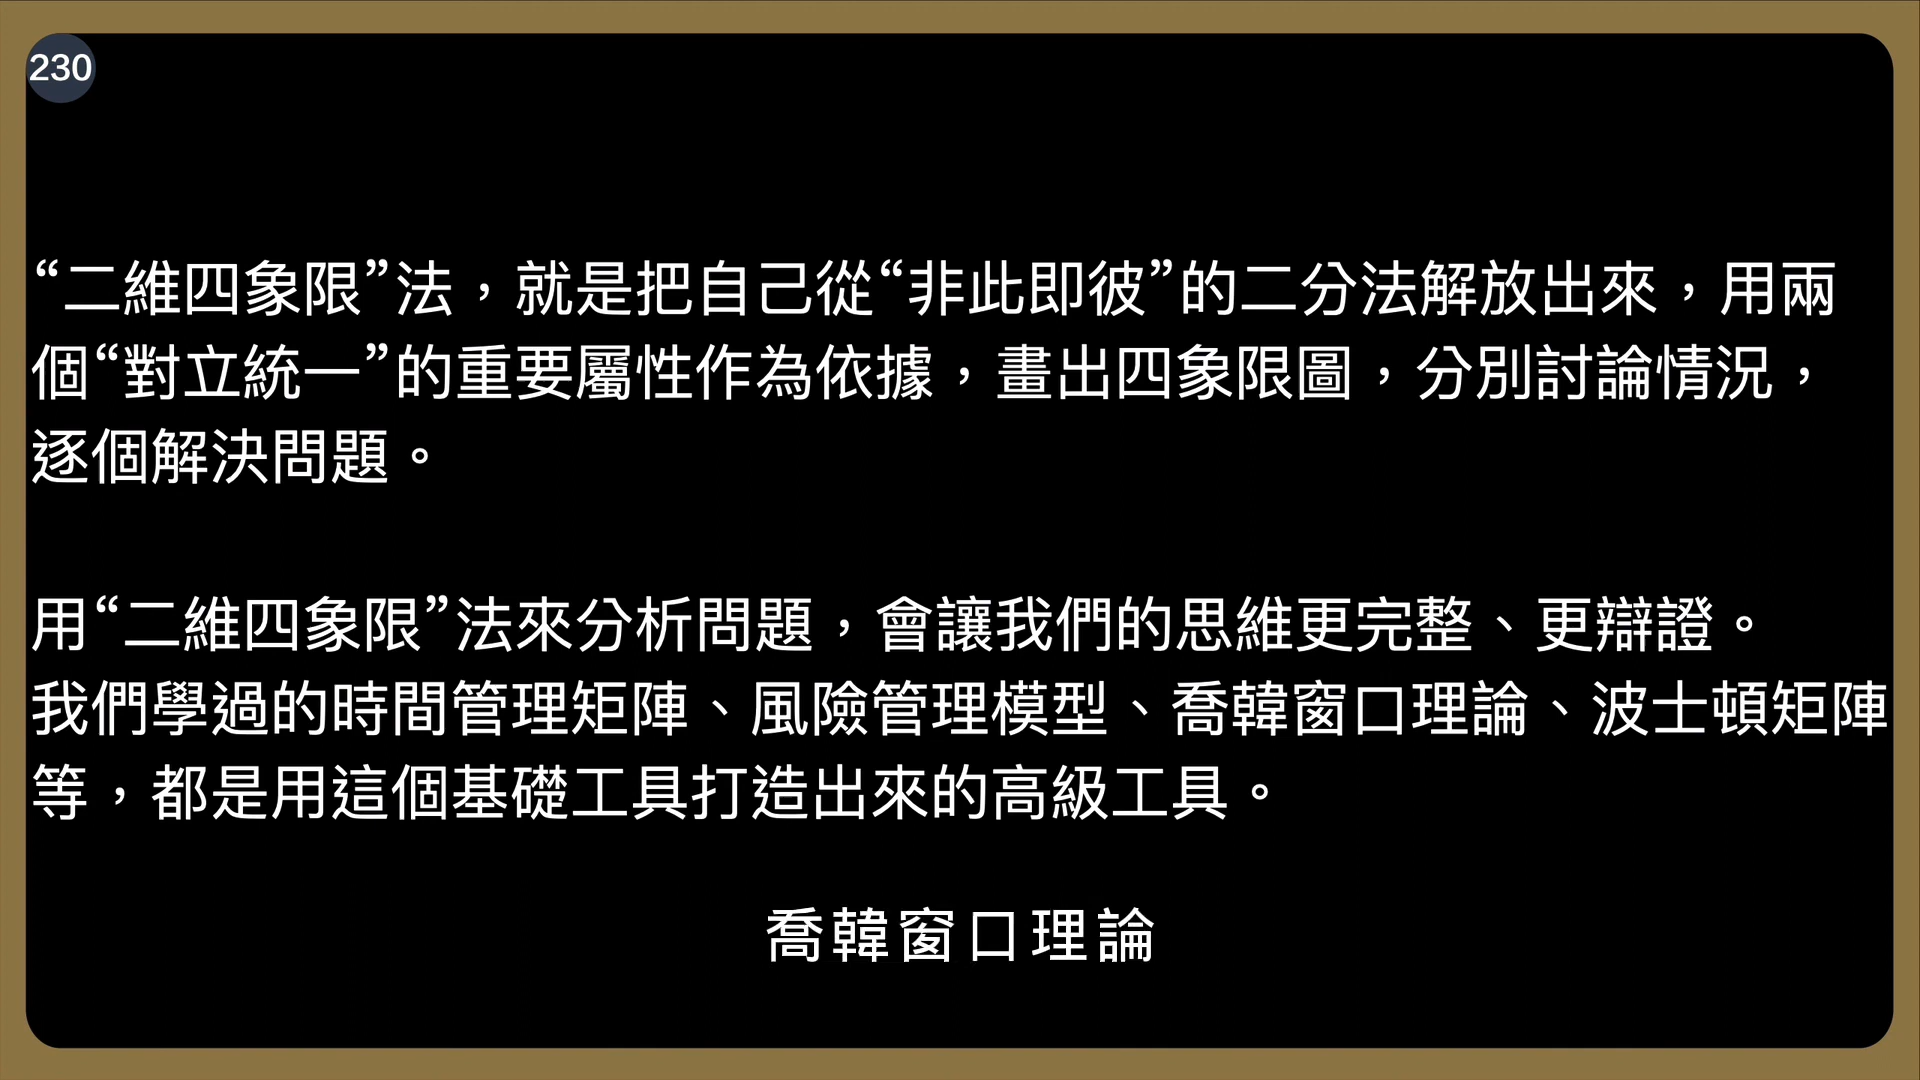 230
“二維四象限”法，就是把自己從“非此即彼”的二分法解放出來，用兩
個“對立統一”的重要屬性作為依據，畫出四象限圖，分別討論情況，
逐個解決問題。
用“二維四象限”法來分析問題，會讓我們的思維更完整、更辯證。
我們學過的時間管理矩陣、風險管理模型、喬韓窗口理論、波士頓矩陣
等，都是用這個基礎工具打造出來的高級工具。
喬韓窗口理論